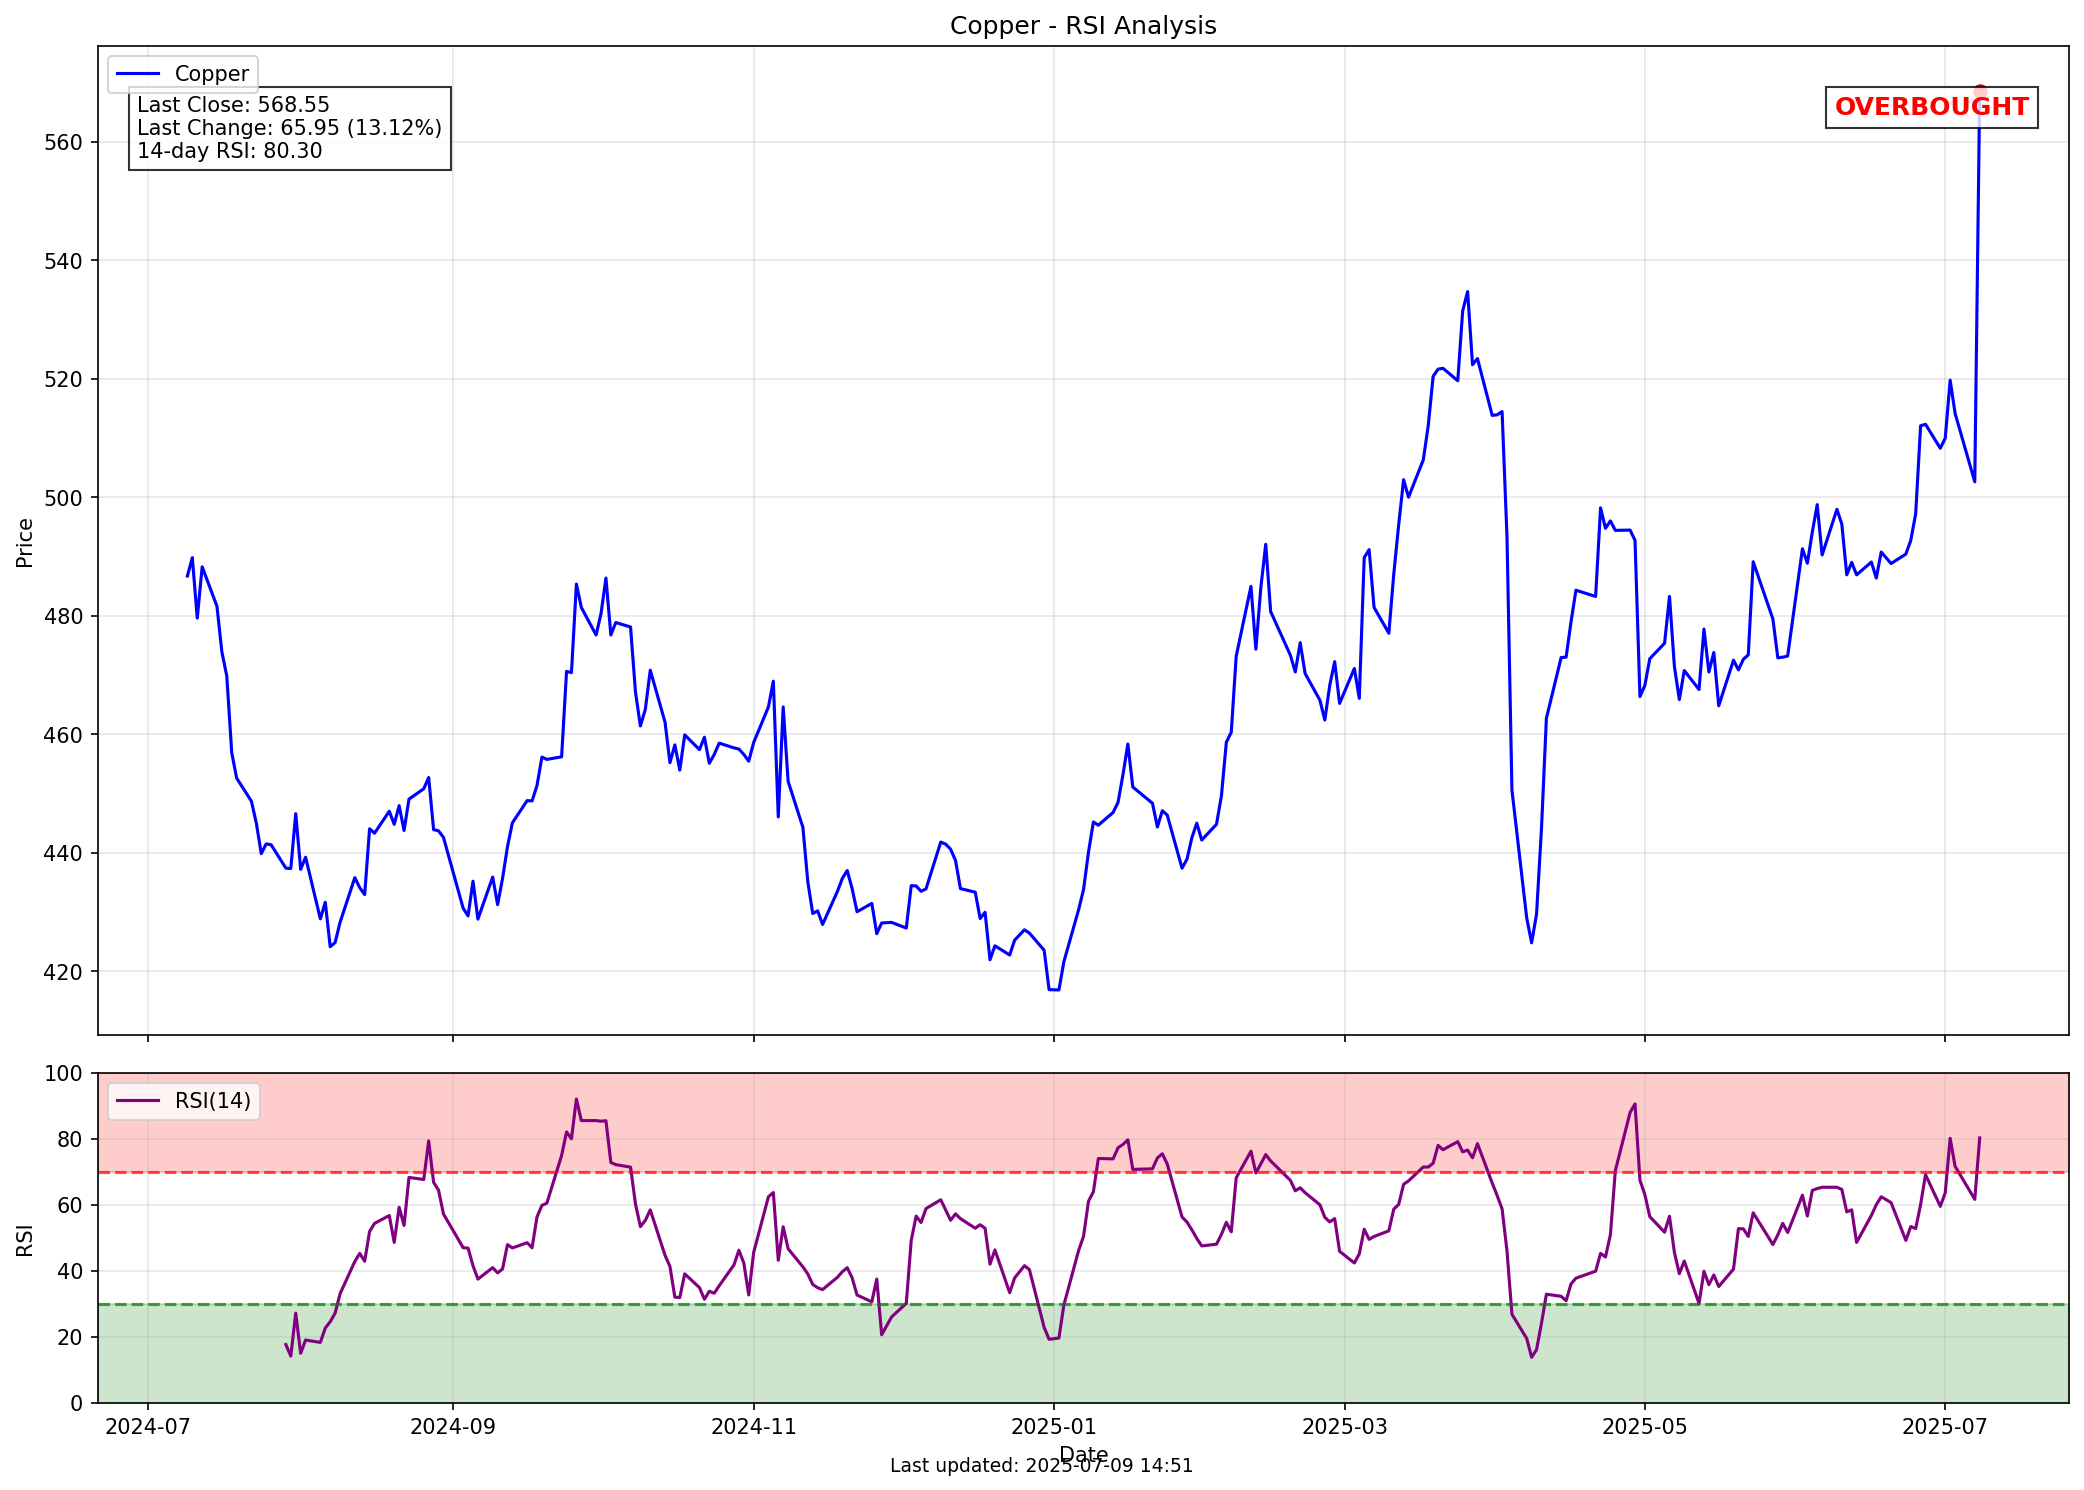 Copper - RSI Analysis
Copper
Last Close: 568.55
Last Change: 65.95 (13.12%)
14-day RSI: 80.30
OVERBOUGHT
560
540
520
500
480
460
440
420
Price
RSI(14)
100
80
60
40
20
0
RSI
2024-07
2024-09
2024-11
2025-01
2025-03
2025-05
2025-07
Date
Last updated: 2025-07-09 14:51